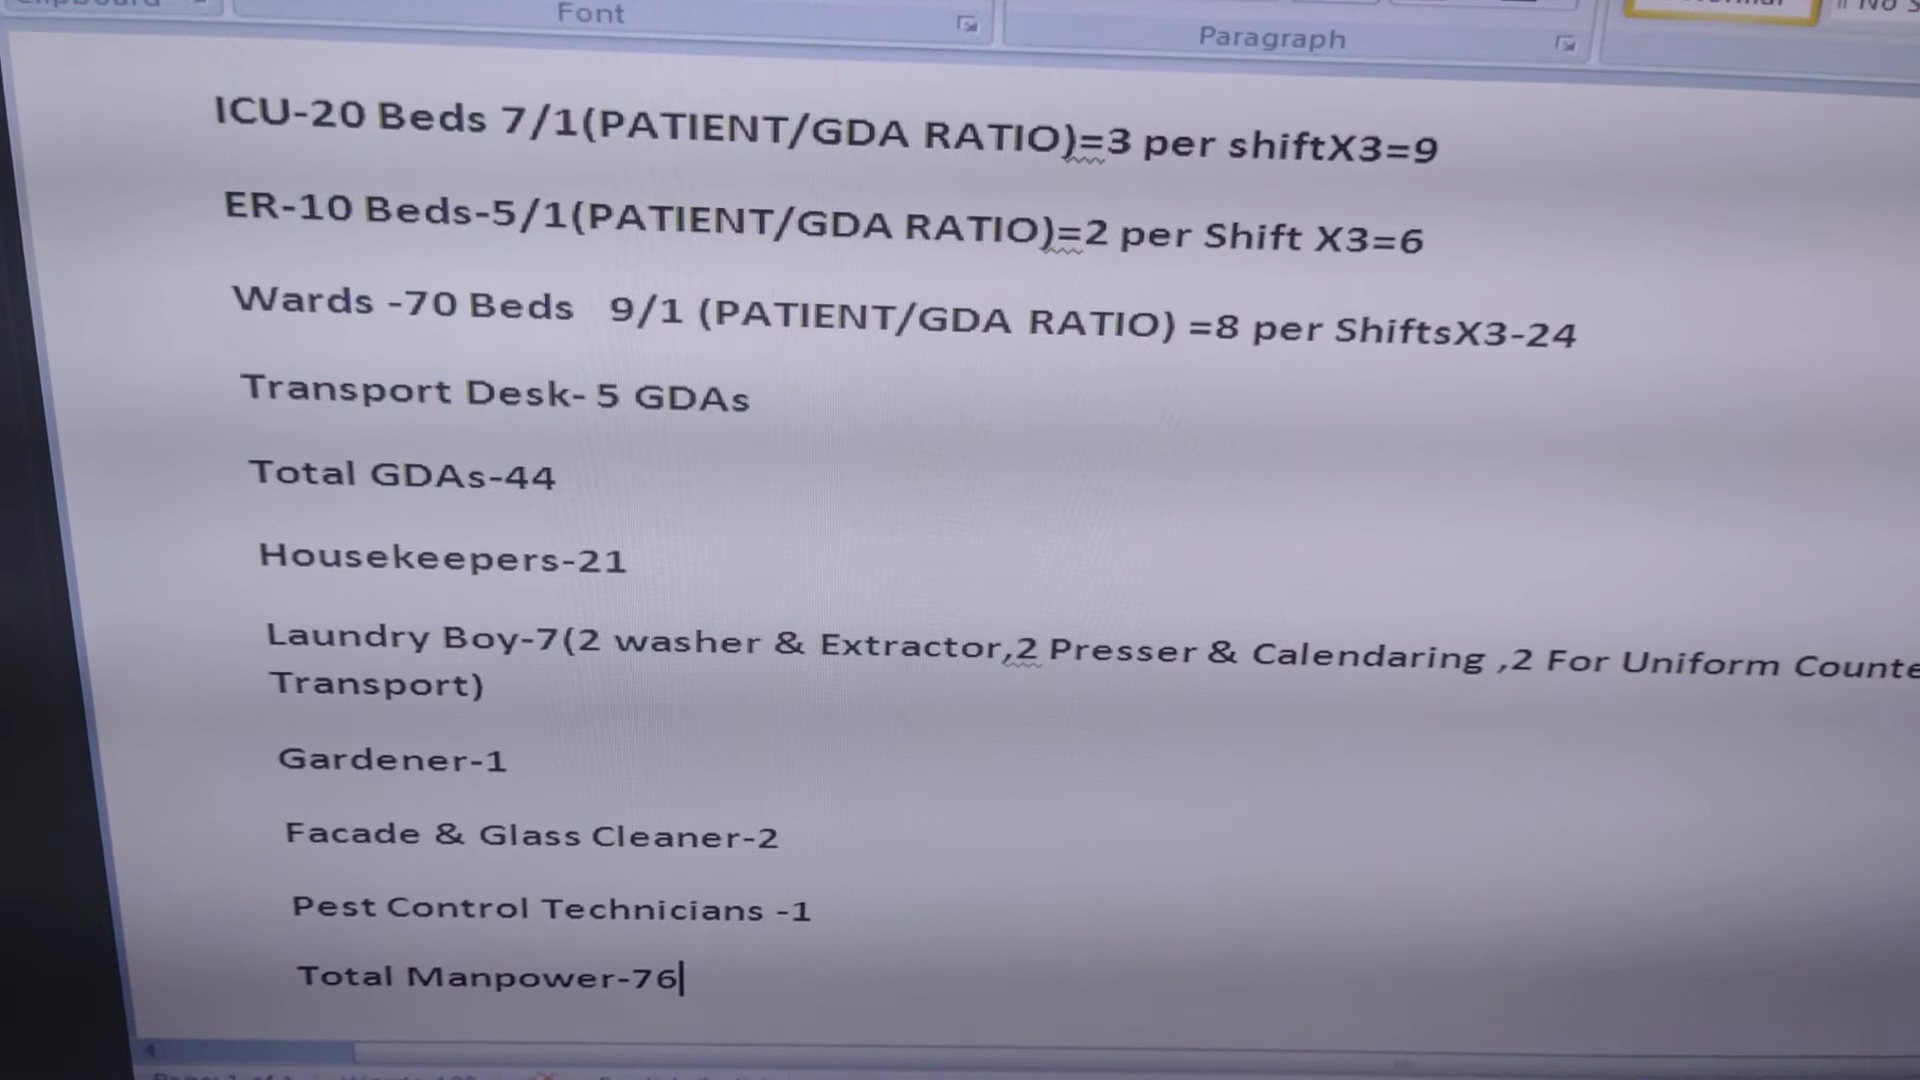 Font
Paragraph
ICU-20 Beds 7/1(PATIENT/GDA RATIO)=3 per shiftX3=9
ER-10 Beds-5/1(PATIENT/GDA RATIO)=2 per Shift X3=6
Wards -70 Beds 9/1 (PATIENT/GDA RATIO) =8 per ShiftsX3-24
Transport Desk- 5 GDAs
Total GDAs-44
Housekeepers-21
Laundry Boy-7(2 washer & Extractor,2 Presser & Calendaring ,2 For Uniform Counte
Transport)
Gardener-1
Facade & Glass Cleaner-2
Pest Control Technicians -1
Total Manpower-76